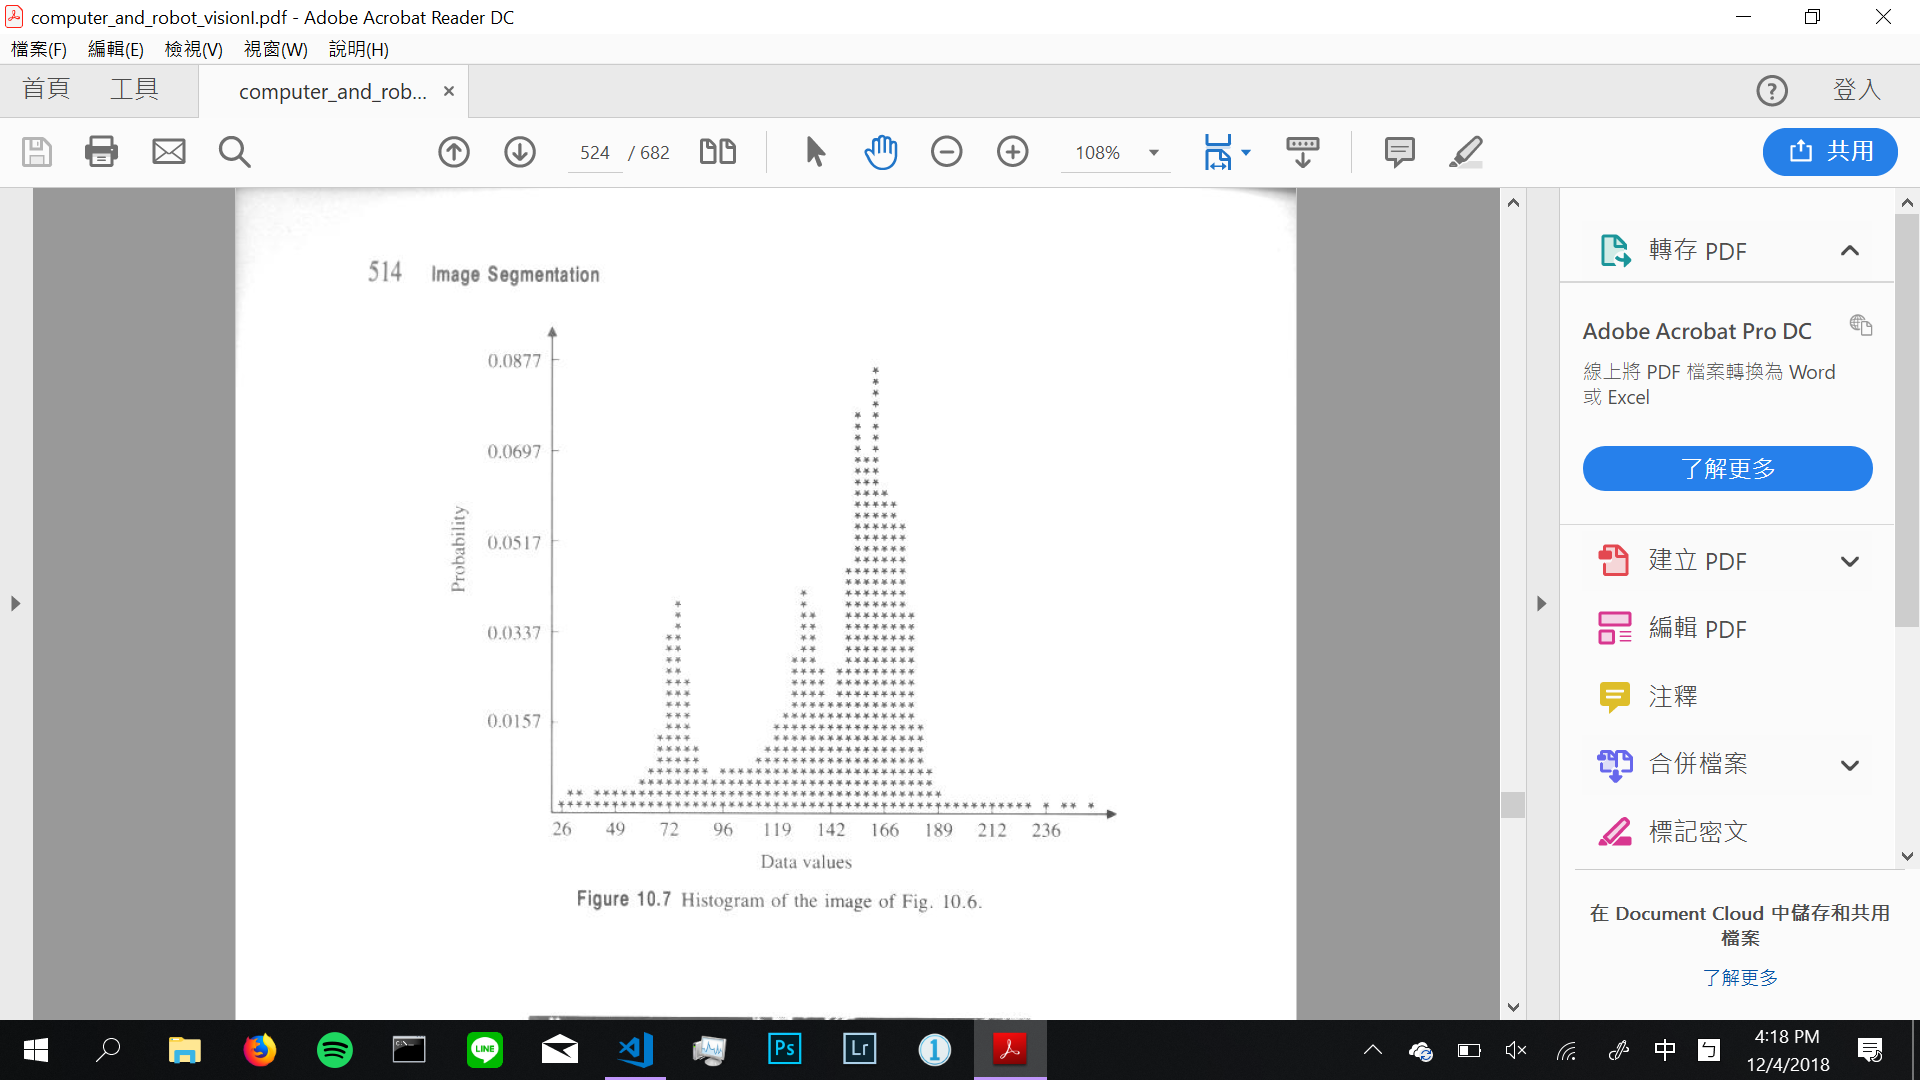 computer_and_robot_visionI.pdf - Adobe Acrobat Reader DC
檔案(F) 編輯(E) 檢視(V) 視窗(W) 說明(H)
首頁 工具 computer_and_rob... × 登入
524 / 682 108% 共用
514 Image Segmentation
0.0877
0.0697
0.0517
0.0337
0.0157
Probability
26 49 72 96 119 142 166 189 212 236
Data values
Figure 10.7 Histogram of the image of Fig. 10.6.
轉存 PDF
Adobe Acrobat Pro DC
線上將 PDF 檔案轉換為 Word
或 Excel
了解更多
建立 PDF
編輯 PDF
注釋
合併檔案
標記密文
在 Document Cloud 中儲存和共用
檔案
了解更多
LINE Ps Lr 1 中 ㄅ
4:18 PM
12/4/2018